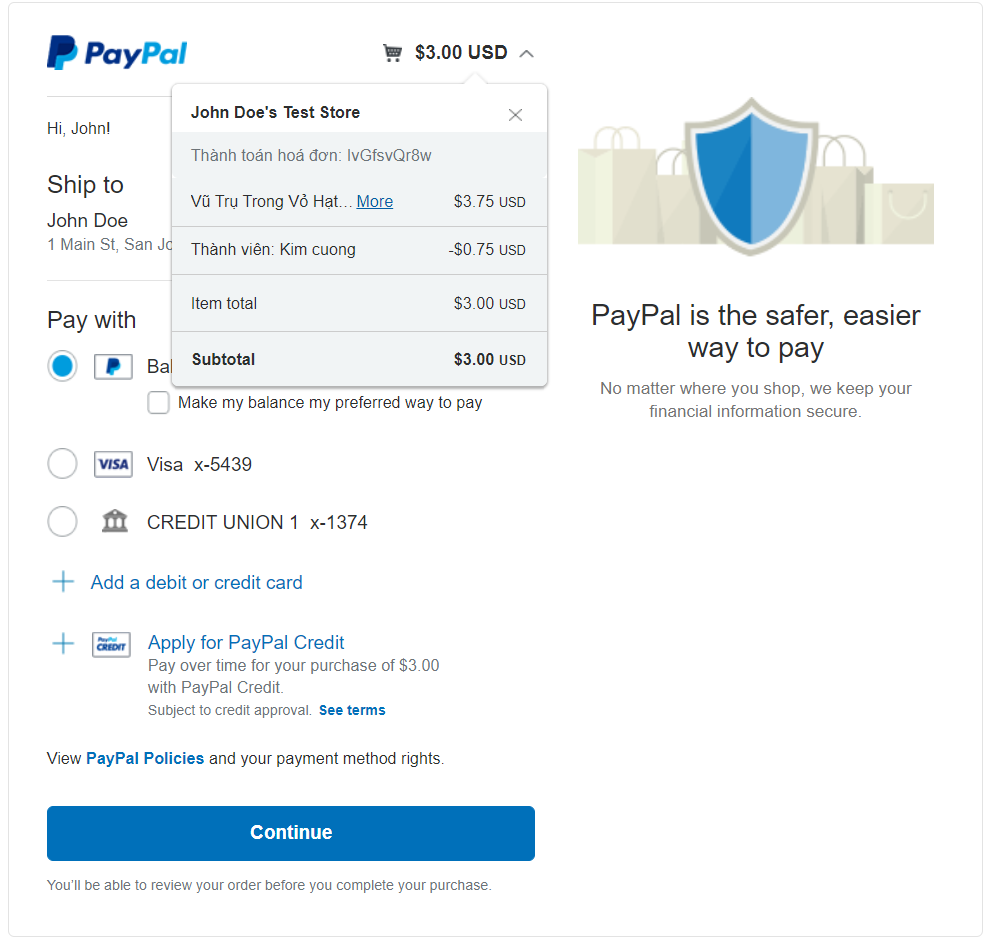 PayPal
$3.00 USD
John Doe's Test Store
Thành toán hoá đơn: IvGfsvQr8w
Vũ Trụ Trong Vỏ Hạt... More $3.75 USD
Thành viên: Kim cuong -$0.75 USD
Item total $3.00 USD
Subtotal $3.00 USD
Hi, John!
Ship to
John Doe
1 Main St, San Jo
Pay with
Bal
Make my balance my preferred way to pay
VISA Visa x-5439
CREDIT UNION 1 x-1374
Add a debit or credit card
PayPal CREDIT Apply for PayPal Credit
Pay over time for your purchase of $3.00
with PayPal Credit.
Subject to credit approval. See terms
View PayPal Policies and your payment method rights.
Continue
You'll be able to review your order before you complete your purchase.
PayPal is the safer, easier
way to pay
No matter where you shop, we keep your
financial information secure.